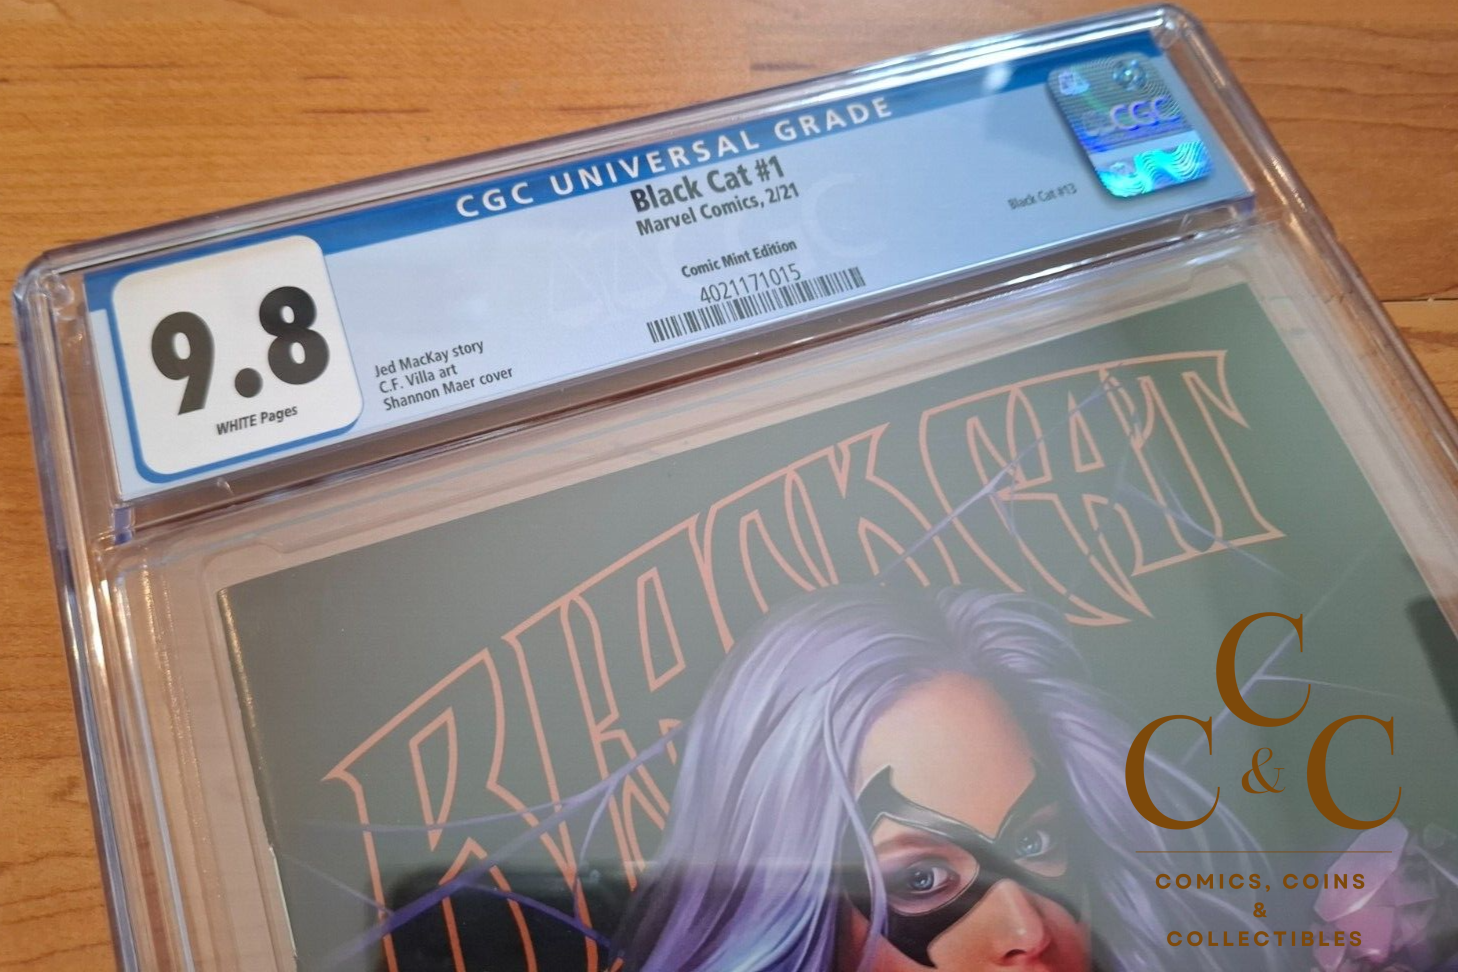 CGC UNIVERSAL GRADE
Black Cat #1
Marvel Comics, 2/21
Black Cat #13
CGC
Comic Mint Edition
4021171015
9.8
WHITE Pages
Jed MacKay story
C.F. Villa art
Shannon Maer cover
BLACK CAT
C
C & C
COMICS, COINS
&
COLLECTIBLES